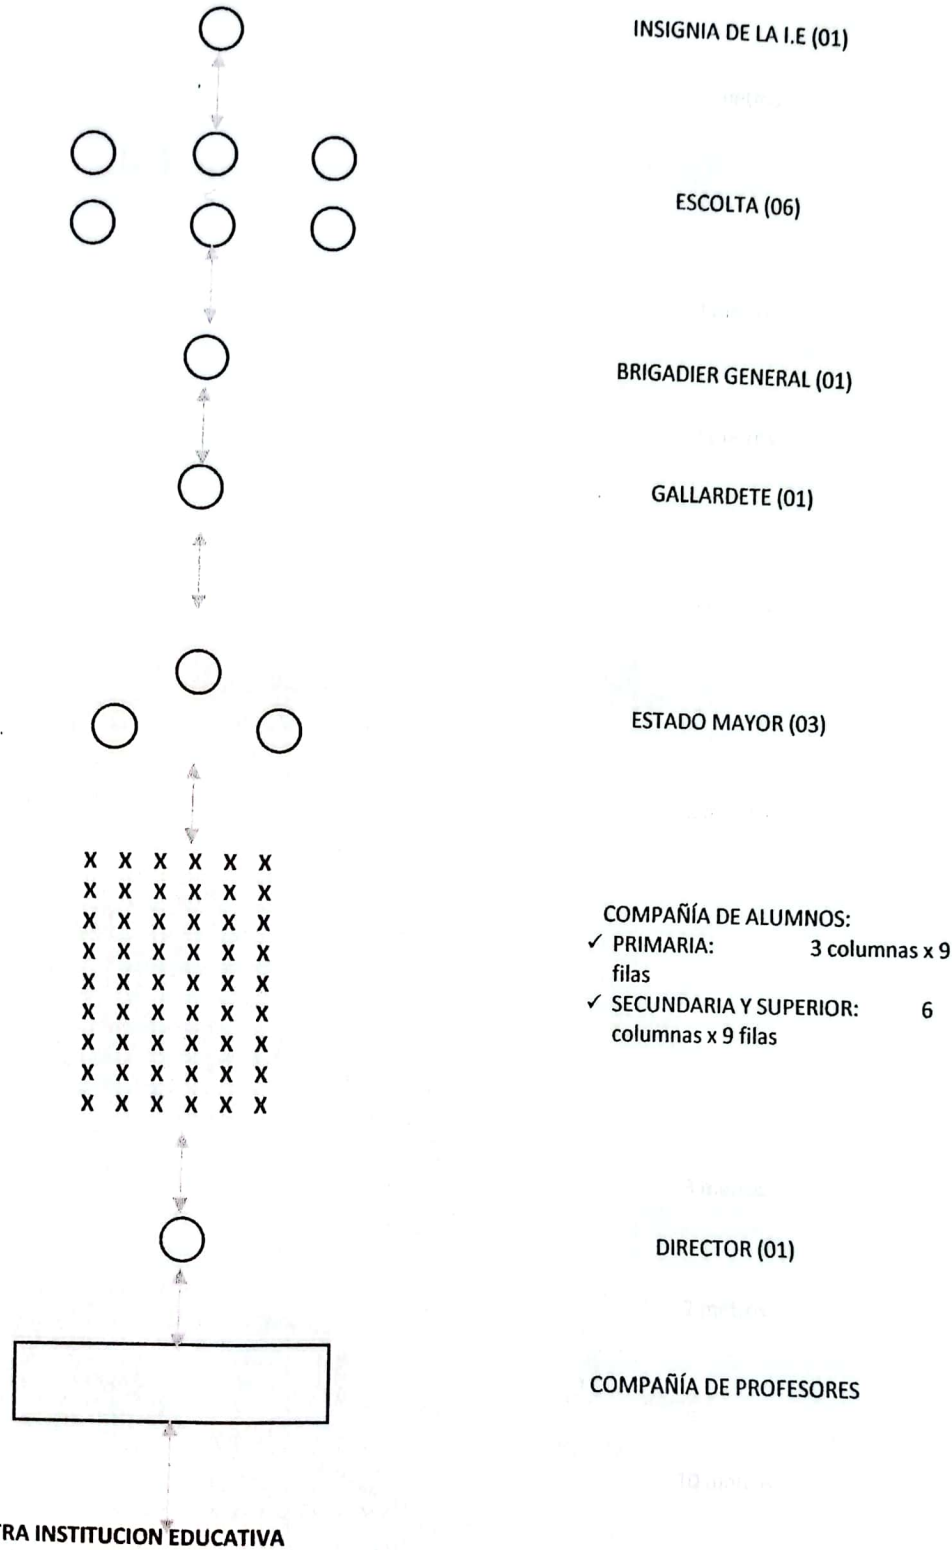 INSIGNIA DE LA I.E (01)
ESCOLTA (06)
BRIGADIER GENERAL (01)
GALLARDETE (01)
ESTADO MAYOR (03)
X X X X X X
X X X X X X
X X X X X X
X X X X X X
X X X X X X
X X X X X X
X X X X X X
X X X X X X
X X X X X X
COMPAÑÍA DE ALUMNOS:
✓ PRIMARIA: 3 columnas x 9
filas
✓ SECUNDARIA Y SUPERIOR: 6
columnas x 9 filas
DIRECTOR (01)
COMPAÑÍA DE PROFESORES
TRA INSTITUCION EDUCATIVA